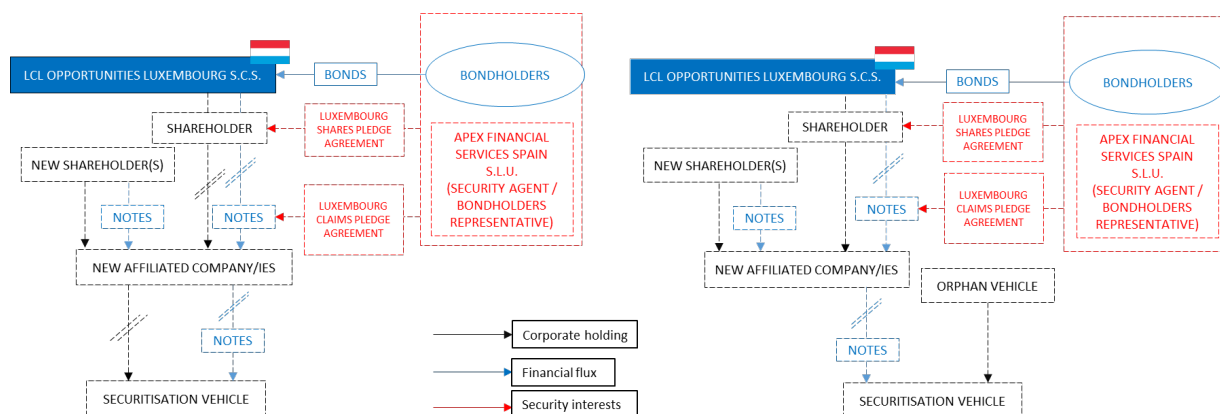 LCL OPPORTUNITIES LUXEMBOURG S.C.S.
BONDS
BONDHOLDERS
SHAREHOLDER
LUXEMBOURG
SHARES PLEDGE
AGREEMENT
APEX FINANCIAL
SERVICES SPAIN
S.L.U.
(SECURITY AGENT /
BONDHOLDERS
REPRESENTATIVE)
NEW SHAREHOLDER(S)
NOTES
NOTES
LUXEMBOURG
CLAIMS PLEDGE
AGREEMENT
NEW AFFILIATED COMPANY/IES
NOTES
SECURITISATION VEHICLE
Corporate holding
Financial flux
Security interests
LCL OPPORTUNITIES LUXEMBOURG S.C.S.
BONDS
BONDHOLDERS
SHAREHOLDER
LUXEMBOURG
SHARES PLEDGE
AGREEMENT
APEX FINANCIAL
SERVICES SPAIN
S.L.U.
(SECURITY AGENT /
BONDHOLDERS
REPRESENTATIVE)
NEW SHAREHOLDER(S)
NOTES
NOTES
LUXEMBOURG
CLAIMS PLEDGE
AGREEMENT
NEW AFFILIATED COMPANY/IES
ORPHAN VEHICLE
NOTES
SECURITISATION VEHICLE